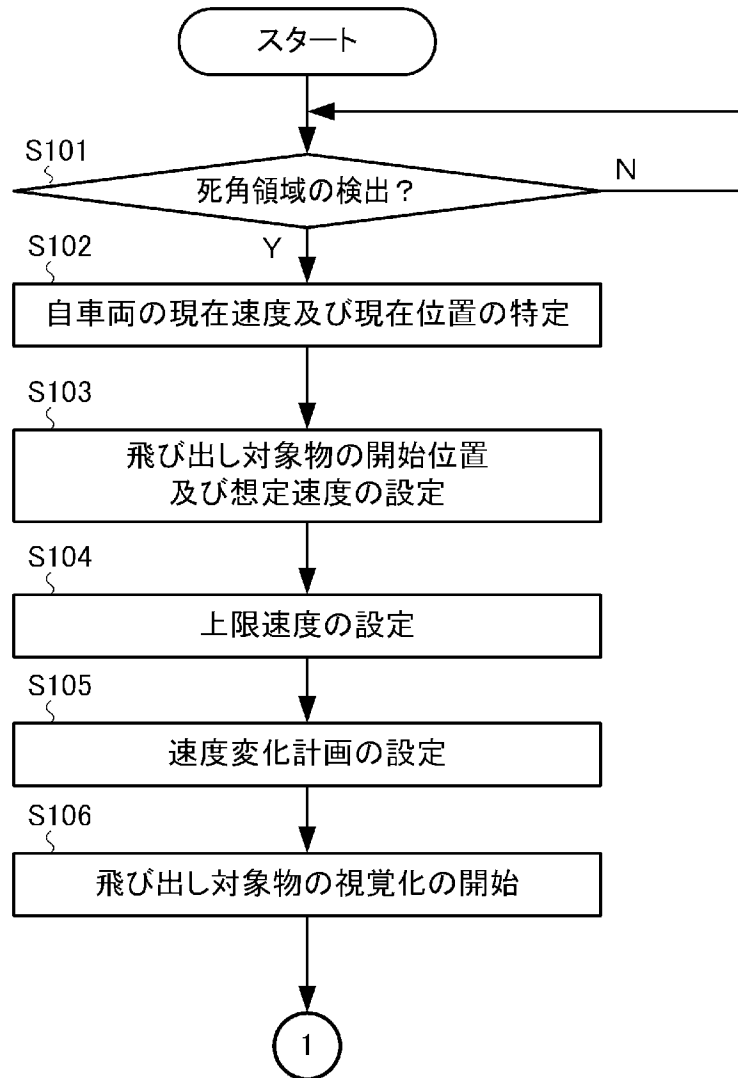 スタート
S101
死角領域の検出？
N
Y
S102
自車両の現在速度及び現在位置の特定
S103
飛び出し対象物の開始位置
及び想定速度の設定
S104
上限速度の設定
S105
速度変化計画の設定
S106
飛び出し対象物の視覚化の開始
1